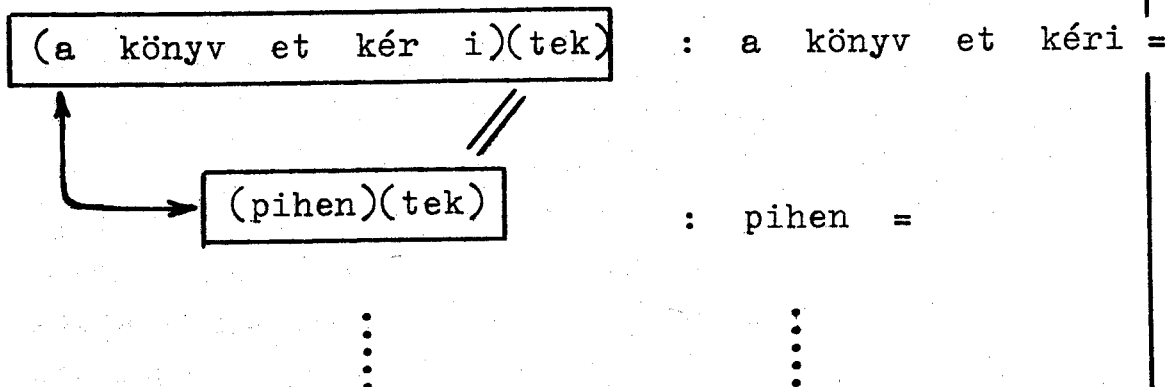 (a könyv et kér i)(tek) : a könyv et kéri =
(pihen)(tek) : pihen =